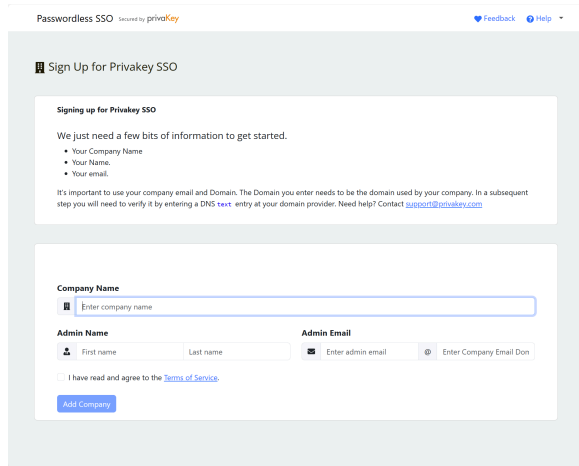 Passwordless SSO Secured by privaKey Feedback Help
Sign Up for Privakey SSO
Signing up for Privakey SSO
We just need a few bits of information to get started.
Your Company Name
Your Name.
Your email.
It's important to use your company email and Domain. The Domain you enter needs to be the domain used by your company. In a subsequent
step you will need to verify it by entering a DNS text entry at your domain provider. Need help? Contact support@privakey.com
Company Name
Enter company name
Admin Name Admin Email
First name Last name Enter admin email @ Enter Company Email Don
I have read and agree to the Terms of Service.
Add Company